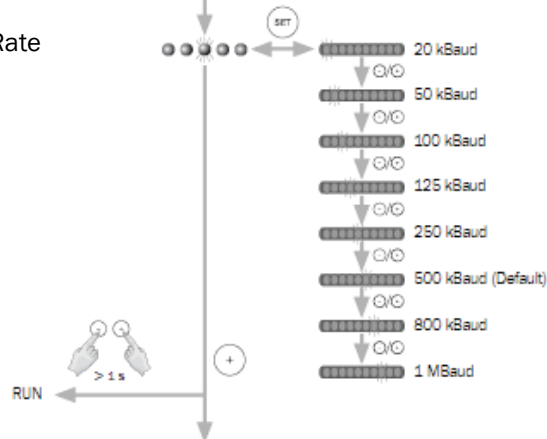 Rate
SET
20 kBaud
-/+
50 kBaud
-/+
100 kBaud
-/+
125 kBaud
-/+
250 kBaud
-/+
500 kBaud (Default)
-/+
800 kBaud
-/+
1 MBaud
- +
> 1 s
+
RUN